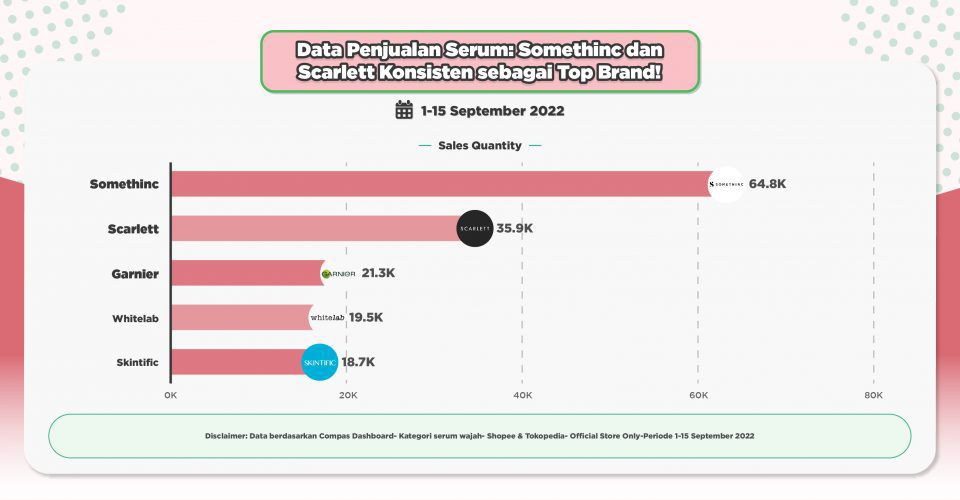 Data Penjualan Serum: Somethinc dan
Scarlett Konsisten sebagai Top Brand!
1-15 September 2022
Sales Quantity
Somethinc
SOMETHINC
64.8K
Scarlett
SCARLETT
35.9K
Garnier
GARNIER
21.3K
Whitelab
whitelab
19.5K
Skintific
SKINTIFIC
18.7K
0K 20K 40K 60K 80K
Disclaimer: Data berdasarkan Compas Dashboard- Kategori serum wajah- Shopee & Tokopedia- Official Store Only-Periode 1-15 September 2022